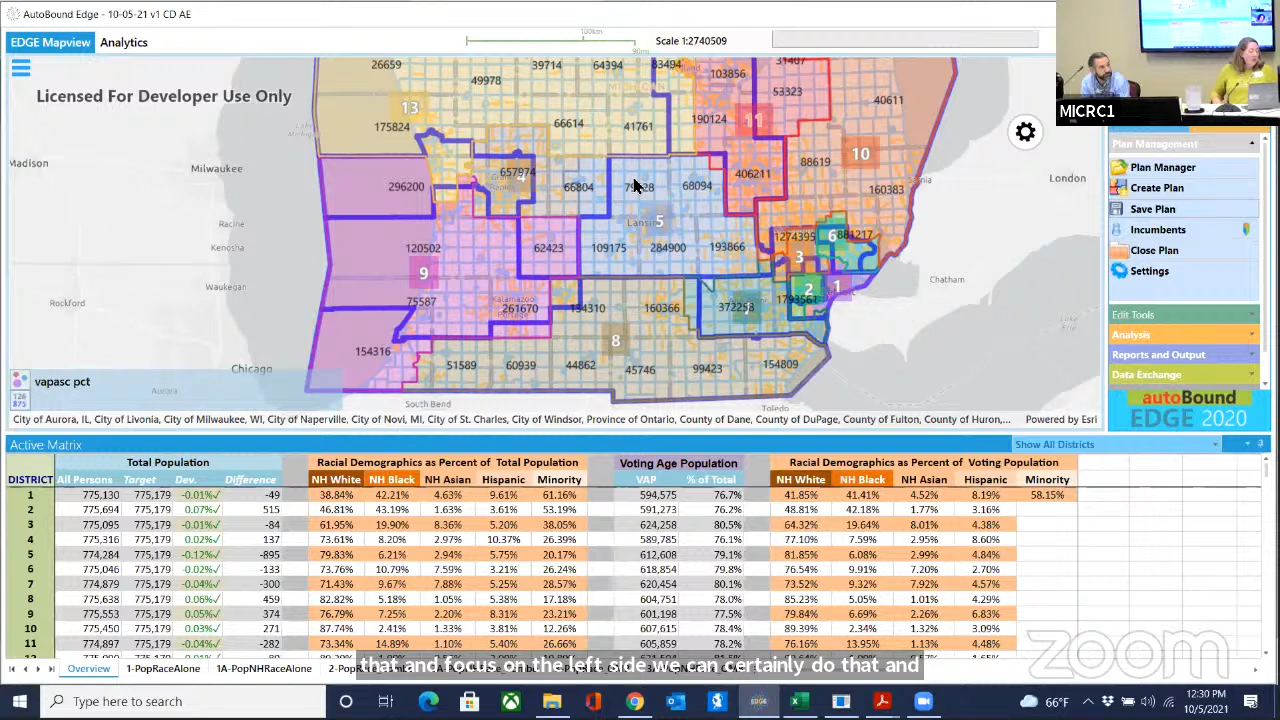 AutoBound Edge - 10-05-21 v1 CD AE
EDGE Mapview Analytics
100km
90mi
Scale 1:2740509
Licensed For Developer Use Only
MICRC1
26659 39714 64394 83494 31407
49978 103856 53323 40611
13
175824 66614 41761 190124 11
10
88619
Madison Milwaukee London
657974 406211
296200 4 66804 68094 160383
Racine
Kenosha
Lansing 5
1274395 6 881217
120502 62423 109175 284900 193866
3
9
Waukegan
Chatham
2 1
75587 Kalamazoo
Portage
Rockford
261670 134310 160366 372258 7 1793561
8
154316
Chicago
51589 60939 44862 45746 99423 154809
Aurora South Bend Toledo
vapasc pct
126
875
City of Aurora, IL, City of Livonia, City of Milwaukee, WI, City of Naperville, City of Novi, MI, City of St. Charles, City of Windsor, Province of Ontario, County of Dane, County of DuPage, County of Fulton, County of Huron,... Powered by Esri
Plan Management
Plan Manager
Create Plan
Save Plan
Incumbents
Close Plan
Settings
Edit Tools
Analysis
Reports and Output
Data Exchange
autoBound
EDGE 2020
Active Matrix Show All Districts
Total Population Racial Demographics as Percent of Total Population Voting Age Population Racial Demographics as Percent of Voting Population
DISTRICT All Persons Target Dev. Difference NH White NH Black NH Asian Hispanic Minority VAP % of Total NH White NH Black NH Asian Hispanic Minority
1 775,130 775,179 -0.01%✓ -49 38.84% 42.21% 4.63% 9.61% 61.16% 594,575 76.7% 41.85% 41.41% 4.52% 8.19% 58.15%
2 775,694 775,179 0.07%✓ 515 46.81% 43.19% 1.63% 3.61% 53.19% 591,273 76.2% 48.81% 42.18% 1.77% 3.16%
3 775,095 775,179 -0.01%✓ -84 61.95% 19.90% 8.36% 5.20% 38.05% 624,258 80.5% 64.32% 19.64% 8.01% 4.38%
4 775,316 775,179 0.02%✓ 137 73.61% 8.20% 2.97% 10.37% 26.39% 589,785 76.1% 77.10% 7.59% 2.95% 8.60%
5 774,284 775,179 -0.12%✓ -895 79.83% 6.21% 2.94% 5.75% 20.17% 612,608 79.1% 81.85% 6.08% 2.99% 4.84%
6 775,046 775,179 -0.02%✓ -133 73.76% 10.79% 7.59% 3.21% 26.24% 618,854 79.8% 76.54% 9.91% 7.20% 2.70%
7 774,879 775,179 -0.04%✓ -300 71.43% 9.67% 7.88% 5.25% 28.57% 620,454 80.1% 73.52% 9.32% 7.92% 4.57%
8 775,638 775,179 0.06%✓ 459 82.82% 5.18% 1.05% 5.38% 17.18% 604,751 78.0% 85.23% 5.05% 1.01% 4.29%
9 775,553 775,179 0.05%✓ 374 76.79% 7.25% 2.20% 8.31% 23.21% 601,198 77.5% 79.84% 6.69% 2.26% 6.83%
10 775,450 775,179 0.03%✓ 271 87.74% 2.41% 1.33% 3.81% 12.26% 607,615 78.4% 89.39% 2.34% 1.32% 3.09%
11 774,897 775,179 -0.04%✓ -282 73.34% 14.89% 1.10% 5.40% 26.66% 605,859 78.2% 76.16% 13.95% 1.13% 4.48%
that and focus on the left side we can certainly do that and
Overview 1-PopRaceAlone 1A-PopNHRaceAlone
zoom
Type here to search
EDGE
66°F 12:30 PM
10/5/2021